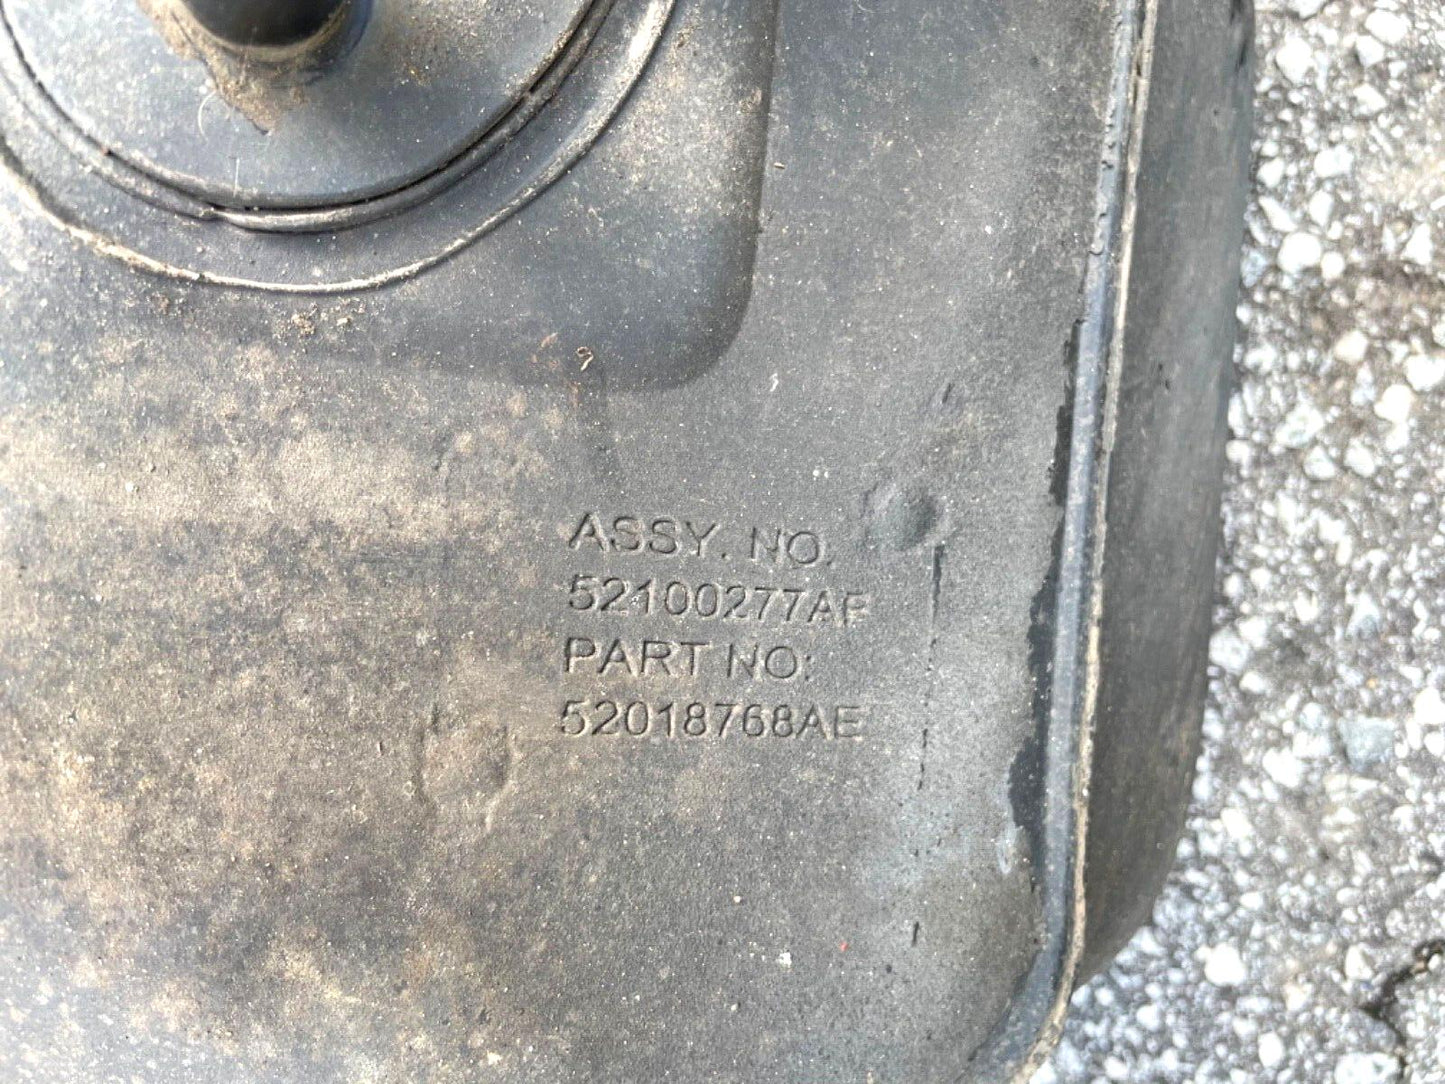 ASSY. NO.
52100277AF
PART NO:
52018768AE